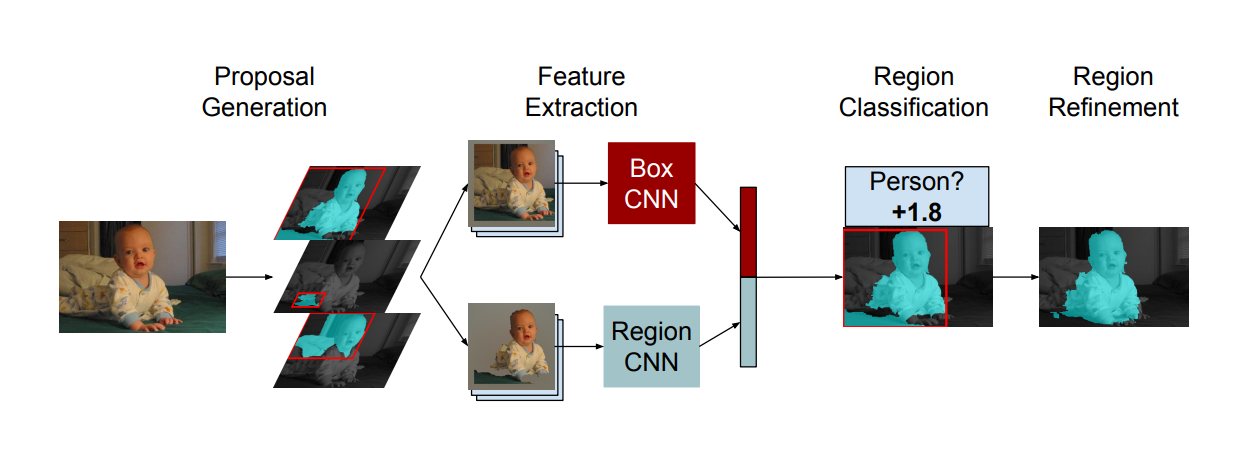 Proposal
Generation
Feature
Extraction
Region
Classification
Region
Refinement
Box
CNN
Region
CNN
Person?
+1.8